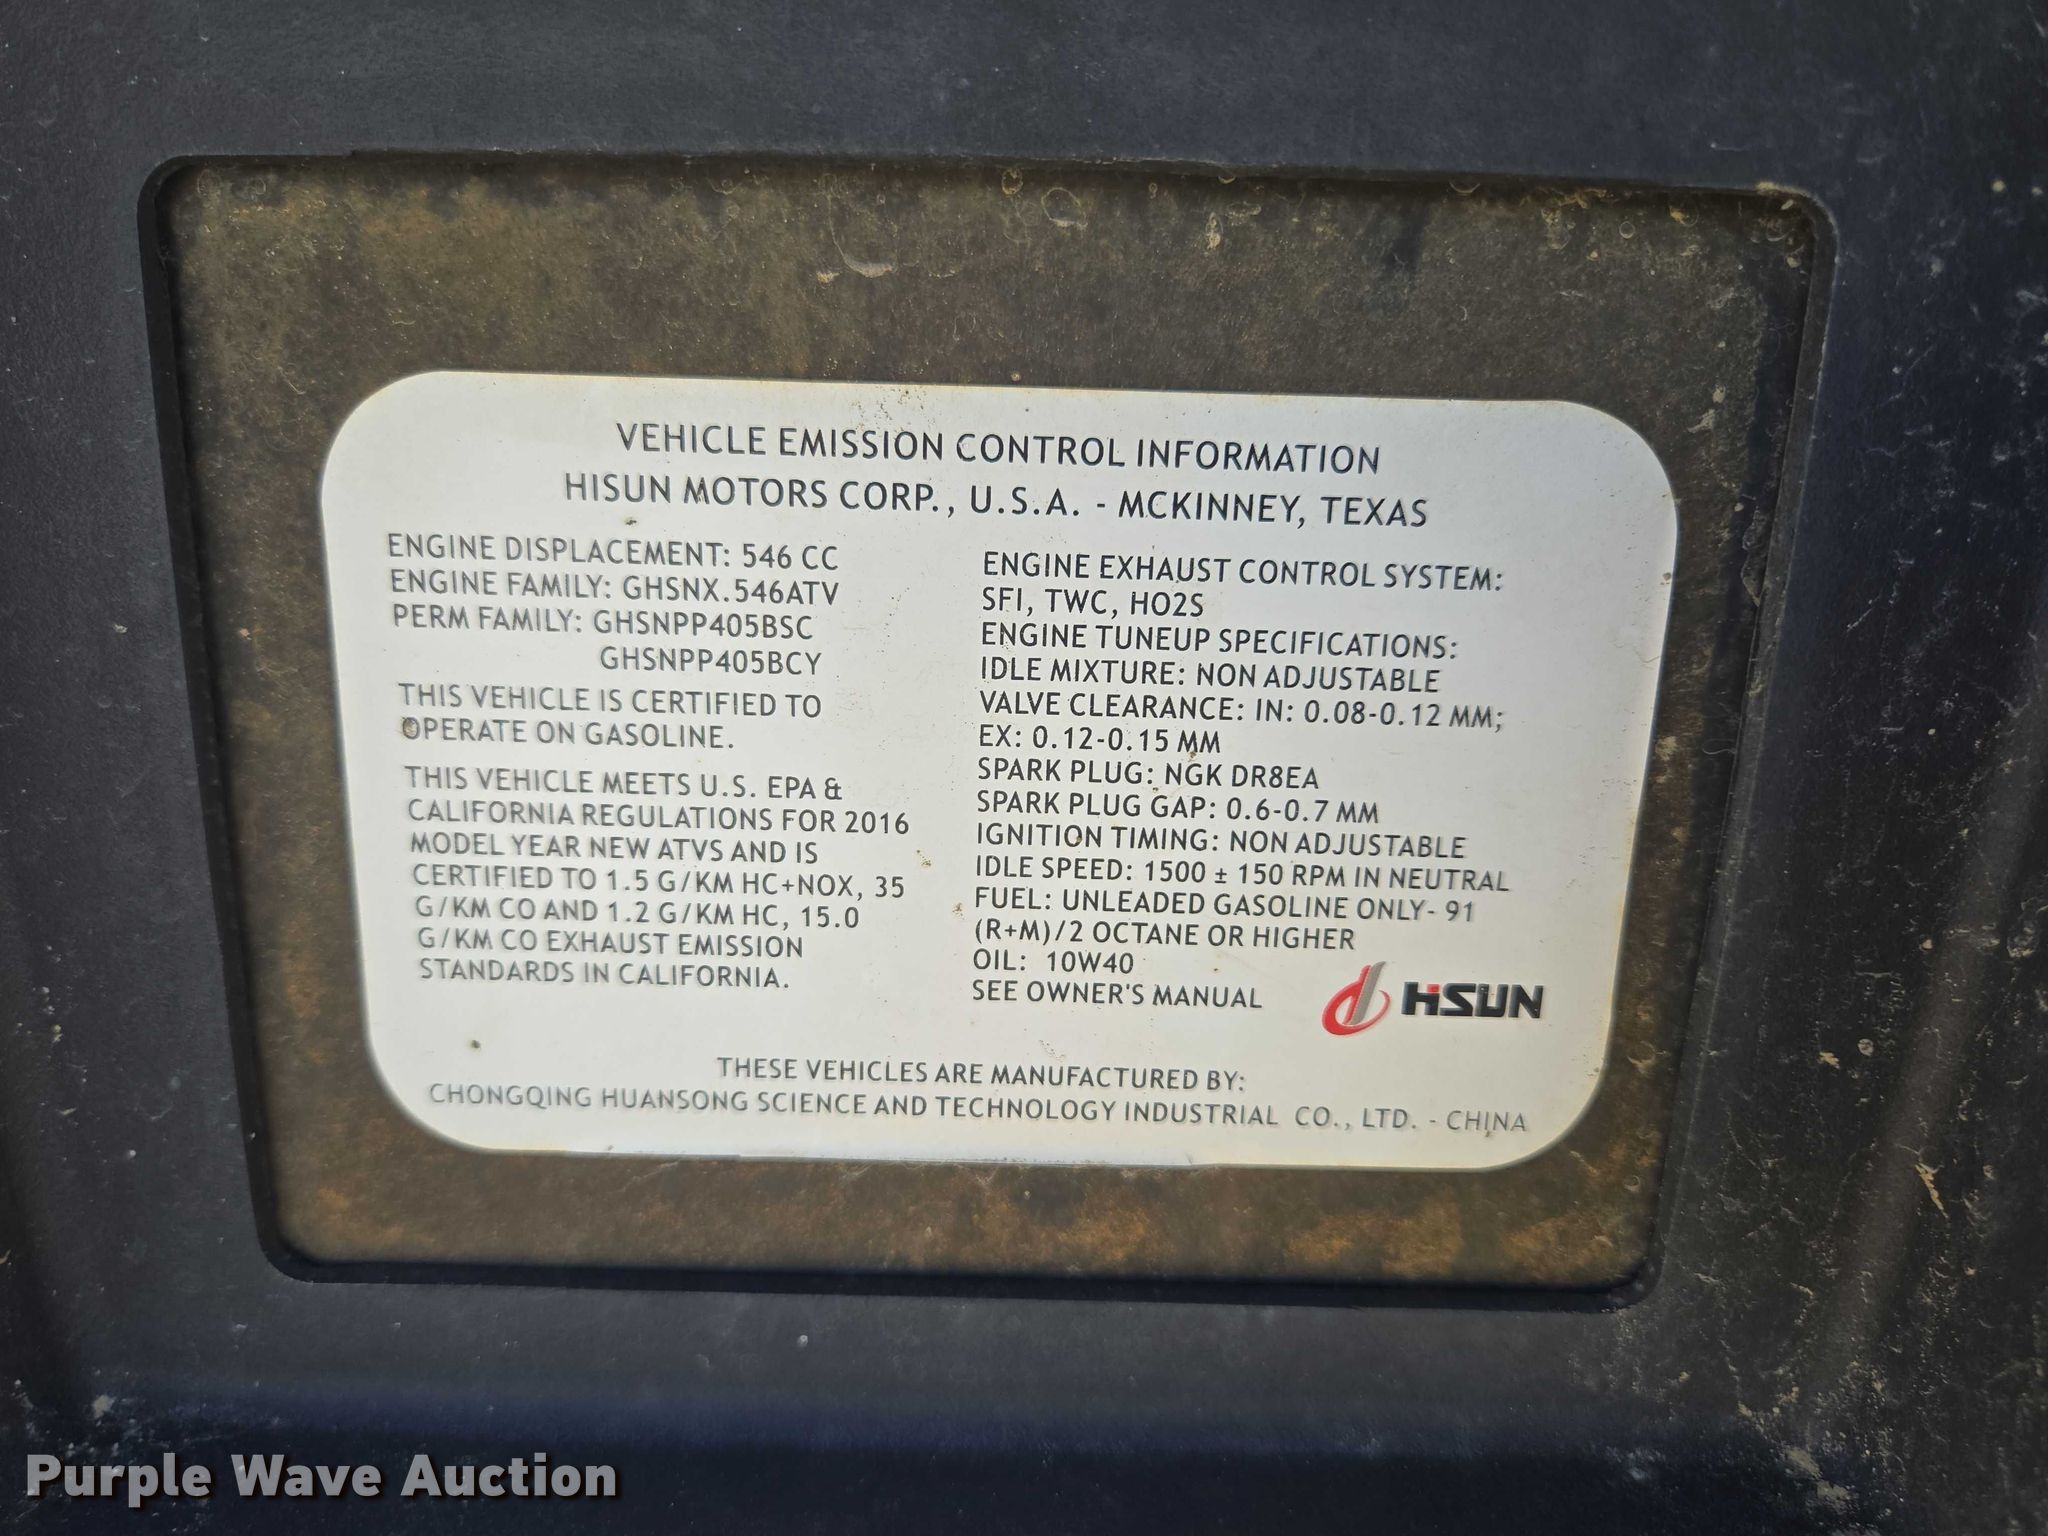 VEHICLE EMISSION CONTROL INFORMATION
HISUN MOTORS CORP., U.S.A. - MCKINNEY, TEXAS
ENGINE DISPLACEMENT: 546 CC
ENGINE FAMILY: GHSNX.546ATV
PERM FAMILY: GHSNPP405BSC
GHSNPP405BCY
THIS VEHICLE IS CERTIFIED TO
OPERATE ON GASOLINE.
THIS VEHICLE MEETS U.S. EPA &
CALIFORNIA REGULATIONS FOR 2016
MODEL YEAR NEW ATVS AND IS
CERTIFIED TO 1.5 G/KM HC+NOX, 35
G/KM CO AND 1.2 G/KM HC, 15.0
G/KM CO EXHAUST EMISSION
STANDARDS IN CALIFORNIA.
ENGINE EXHAUST CONTROL SYSTEM:
SFI, TWC, HO2S
ENGINE TUNEUP SPECIFICATIONS:
IDLE MIXTURE: NON ADJUSTABLE
VALVE CLEARANCE: IN: 0.08-0.12 MM;
EX: 0.12-0.15 MM
SPARK PLUG: NGK DR8EA
SPARK PLUG GAP: 0.6-0.7 MM
IGNITION TIMING: NON ADJUSTABLE
IDLE SPEED: 1500 ± 150 RPM IN NEUTRAL
FUEL: UNLEADED GASOLINE ONLY- 91
(R+M)/2 OCTANE OR HIGHER
OIL: 10W40
SEE OWNER'S MANUAL
HISUN
THESE VEHICLES ARE MANUFACTURED BY:
CHONGQING HUANSONG SCIENCE AND TECHNOLOGY INDUSTRIAL CO., LTD. - CHINA
Purple Wave Auction